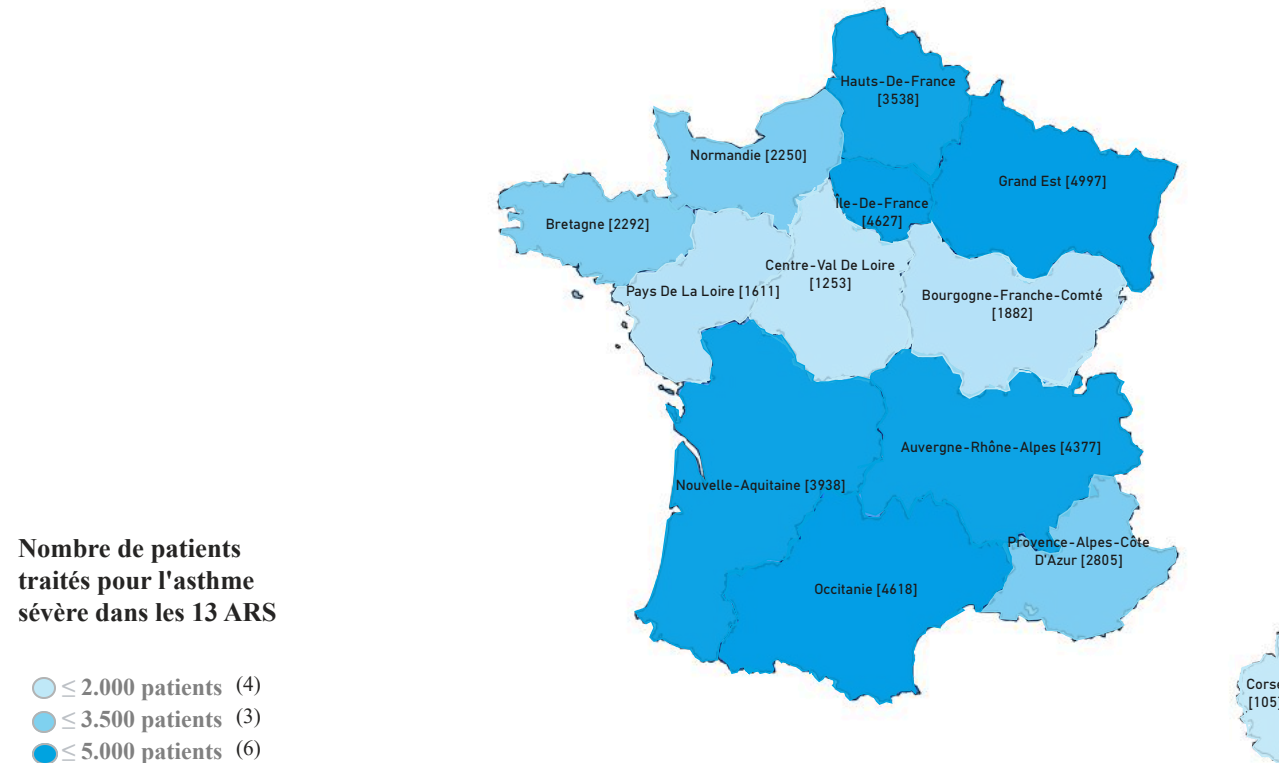 Hauts-De-France
[3538]
Normandie [2250]
Grand Est [4997]
Île-De-France
[4627]
Bretagne [2292]
Centre-Val De Loire
[1253]
Pays De La Loire [1611]
Bourgogne-Franche-Comté
[1882]
Auvergne-Rhône-Alpes [4377]
Nouvelle-Aquitaine [3938]
Provence-Alpes-Côte
D'Azur [2805]
Occitanie [4618]
Corse
[105]
Nombre de patients
traités pour l'asthme
sévère dans les 13 ARS
≤ 2.000 patients (4)
≤ 3.500 patients (3)
≤ 5.000 patients (6)